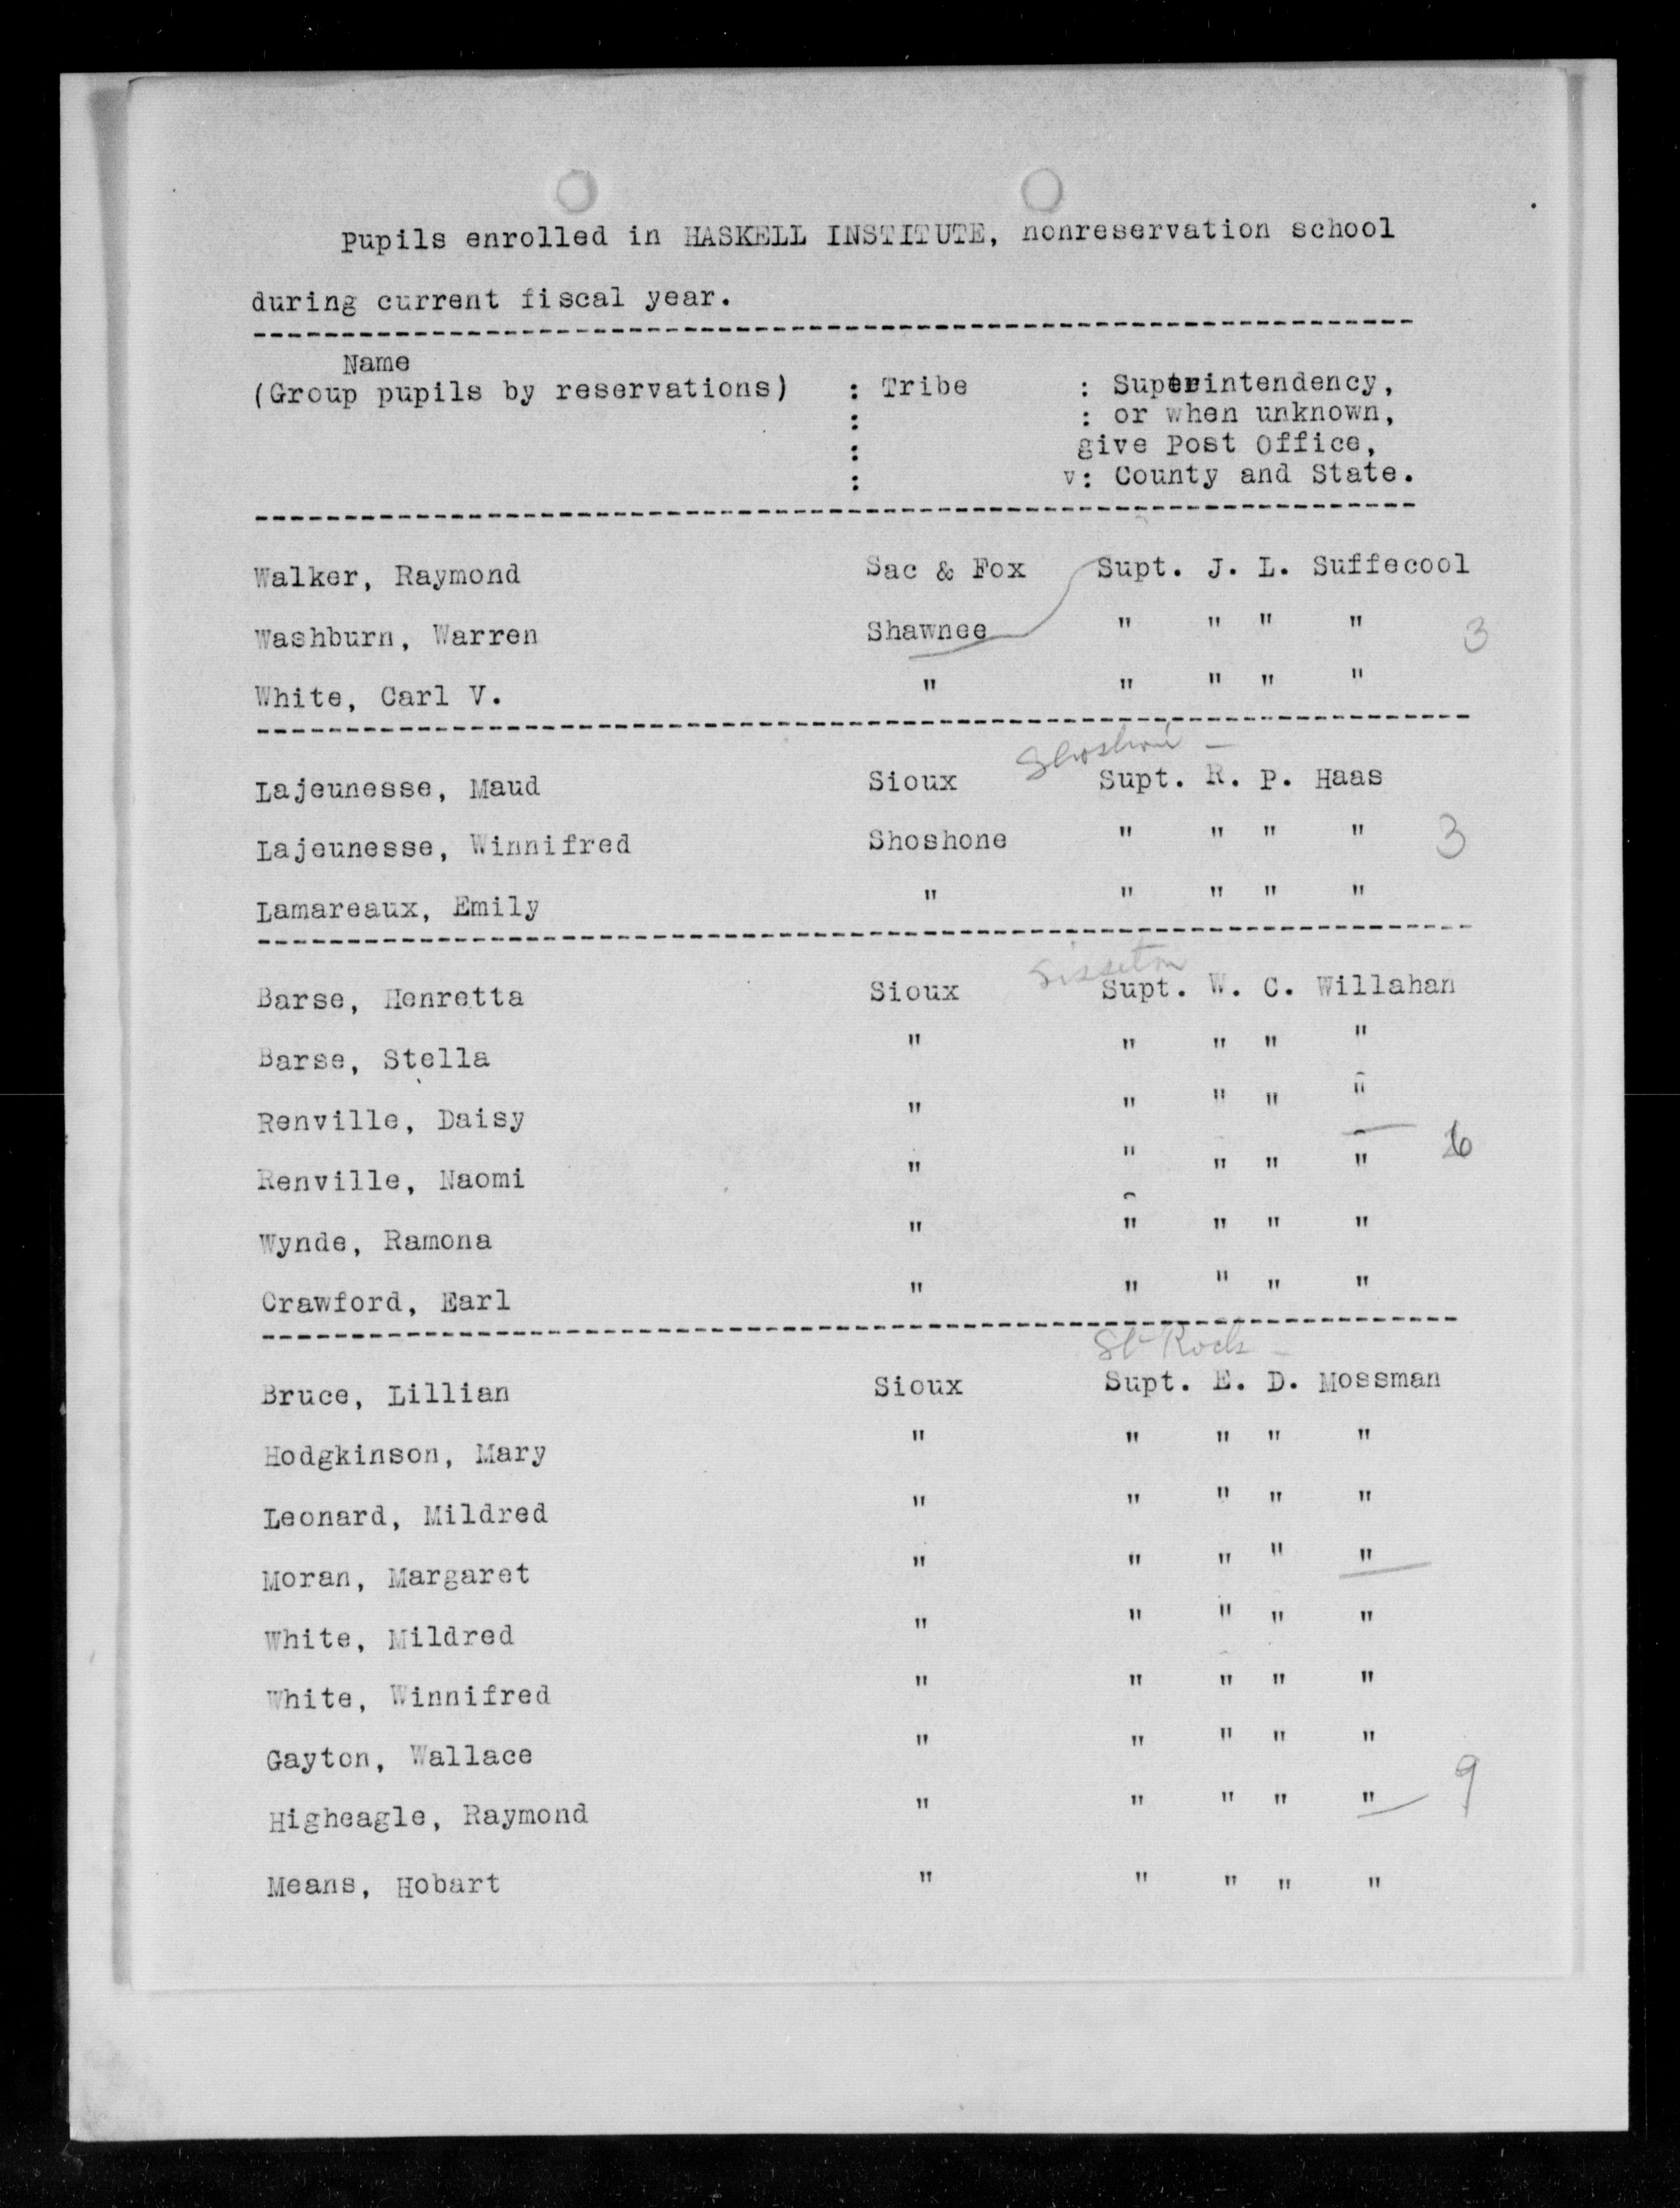 Pupils enrolled in HASKELL INSTITUTE, nonreservation school
during current fiscal year.
Name
(Group pupils by reservations) : Tribe : Superintendency,
: : or when unknown,
: give Post Office,
: v: County and State.
Walker, Raymond Sac & Fox Supt. J. L. Suffecool
Washburn, Warren Shawnee " " " " 3
White, Carl V. " " " " "
Shoshoni -
Lajeunesse, Maud Sioux Supt. R. P. Haas
Lajeunesse, Winnifred Shoshone " " " " 3
Lamareaux, Emily " " " " "
Sisseton
Barse, Henretta Sioux Supt. W. C. Willahan
Barse, Stella " " " " "
Renville, Daisy " " " " "
6
Renville, Naomi " " " " "
Wynde, Ramona " " " " "
Crawford, Earl " " " " "
St Rock -
Bruce, Lillian Sioux Supt. E. D. Mossman
Hodgkinson, Mary " " " " "
Leonard, Mildred " " " " "
Moran, Margaret " " " " "
White, Mildred " " " " "
White, Winnifred " " " " "
Gayton, Wallace " " " " "
Higheagle, Raymond " " " " " 9
Means, Hobart " " " " "